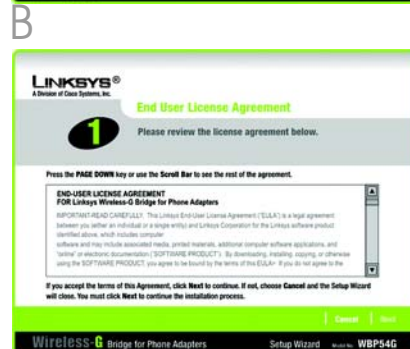 B
LINKSYS®
A Division of Cisco Systems, Inc.
End User License Agreement
1
Please review the license agreement below.
Press the PAGE DOWN key or use the Scroll Bar to see the rest of the agreement.
END-USER LICENSE AGREEMENT
FOR Linksys Wireless-G Bridge for Phone Adapters
IMPORTANT-READ CAREFULLY: This Linksys End-User License Agreement ("EULA") is a legal agreement
between you (either an individual or a single entity) and Linksys Corporation for the Linksys software product
identified above, which includes computer
software and may include associated media, printed materials, additional computer software applications, and
"online" or electronic documentation ("SOFTWARE PRODUCT"). By downloading, installing, copying, or otherwise
using the SOFTWARE PRODUCT, you agree to be bound by the terms of this EULA. If you do not agree to the
If you accept the terms of this Agreement, click Next to continue. If not, choose Cancel and the Setup Wizard
will close. You must click Next to continue the installation process.
Cancel Next
Wireless-G Bridge for Phone Adapters Setup Wizard Model No. WBP54G